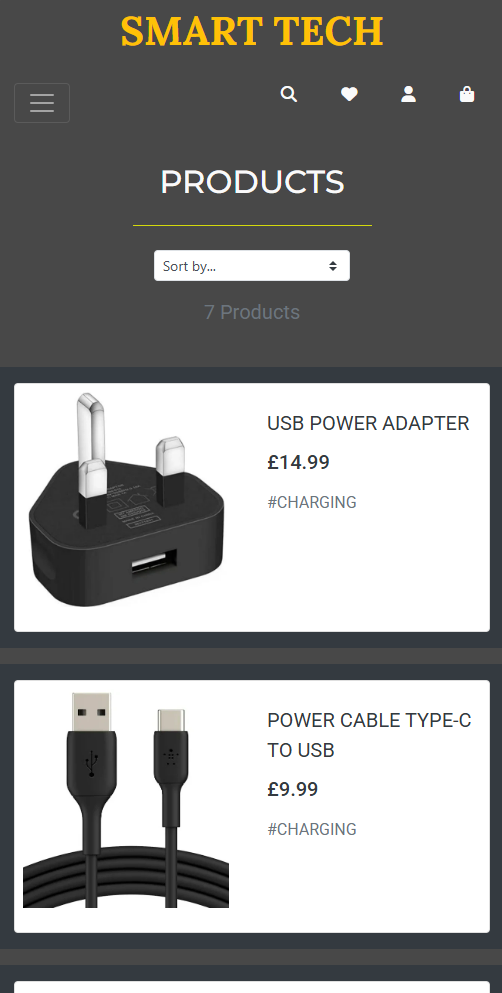 SMART TECH
PRODUCTS
Sort by...
7 Products
USB POWER ADAPTER
£14.99
#CHARGING
POWER CABLE TYPE-C
TO USB
£9.99
#CHARGING